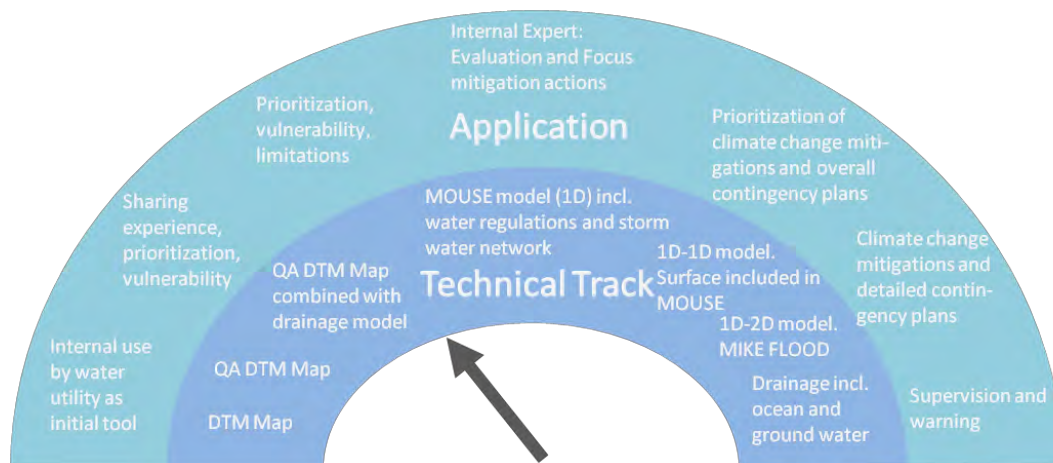 Internal Expert:
Evaluation and Focus
mitigation actions
Application
Prioritization,
vulnerability,
limitations
Prioritization of
climate change miti-
gations and overall
contingency plans
Sharing
experience,
prioritization,
vulnerability
Climate change
mitigations and
detailed contin-
gency plans
Internal use
by water
utility as
initial tool
Supervision and
warning
MOUSE model (1D) incl.
water regulations and storm
water network
Technical Track
QA DTM Map
combined with
drainage model
1D-1D model.
Surface included in
MOUSE
1D-2D model.
MIKE FLOOD
QA DTM Map
DTM Map
Drainage incl.
ocean and
ground water